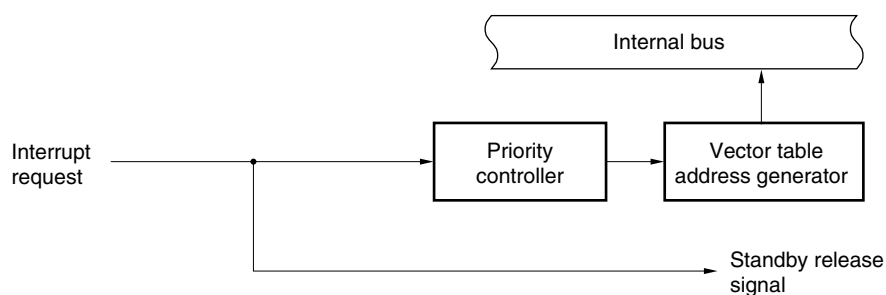 Internal bus
Interrupt
request
Priority
controller
Vector table
address generator
Standby release
signal